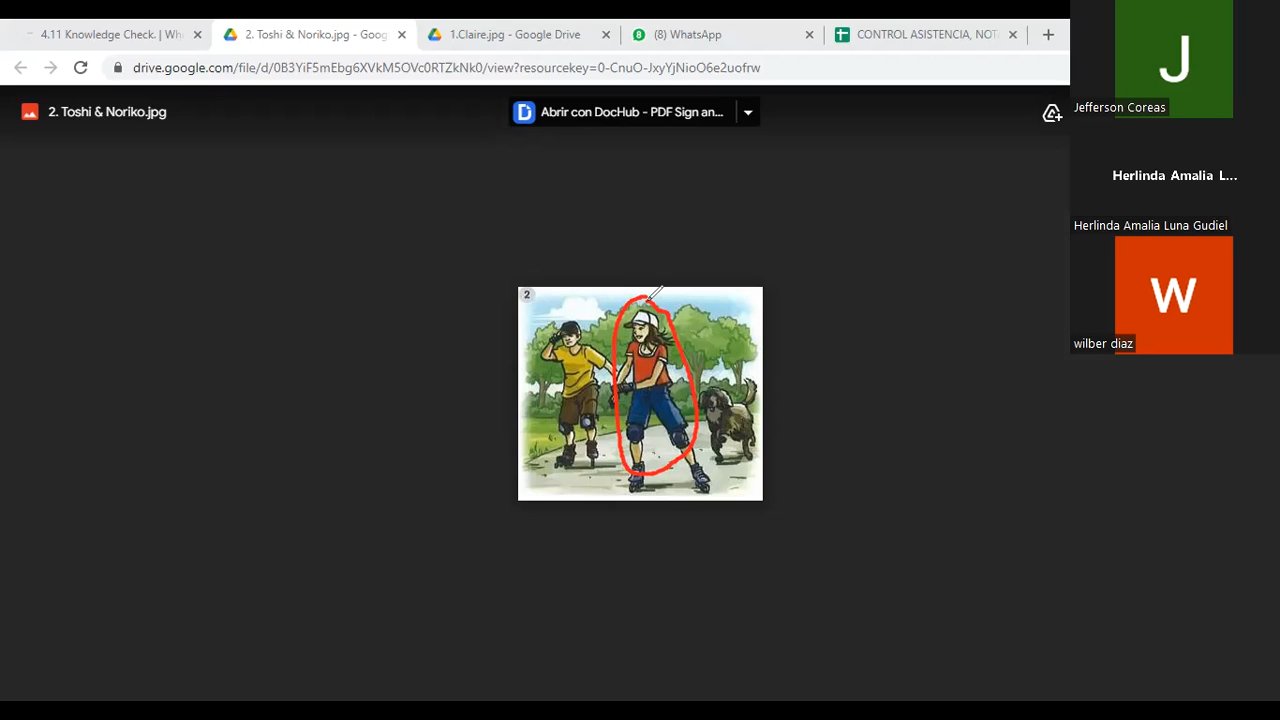 4.11 Knowledge Check. | Wh
2. Toshi & Noriko.jpg - Goog
1.Claire.jpg - Google Drive
(8) WhatsApp
CONTROL ASISTENCIA, NOT
drive.google.com/file/d/0B3YiF5mEbg6XVkM5OVc0RTZkNk0/view?resourcekey=0-CnuO-JxyYjNioO6e2uofrw
2. Toshi & Noriko.jpg
D
Abrir con DocHub - PDF Sign an...
2
J
Jefferson Coreas
Herlinda Amalia L...
Herlinda Amalia Luna Gudiel
W
wilber diaz